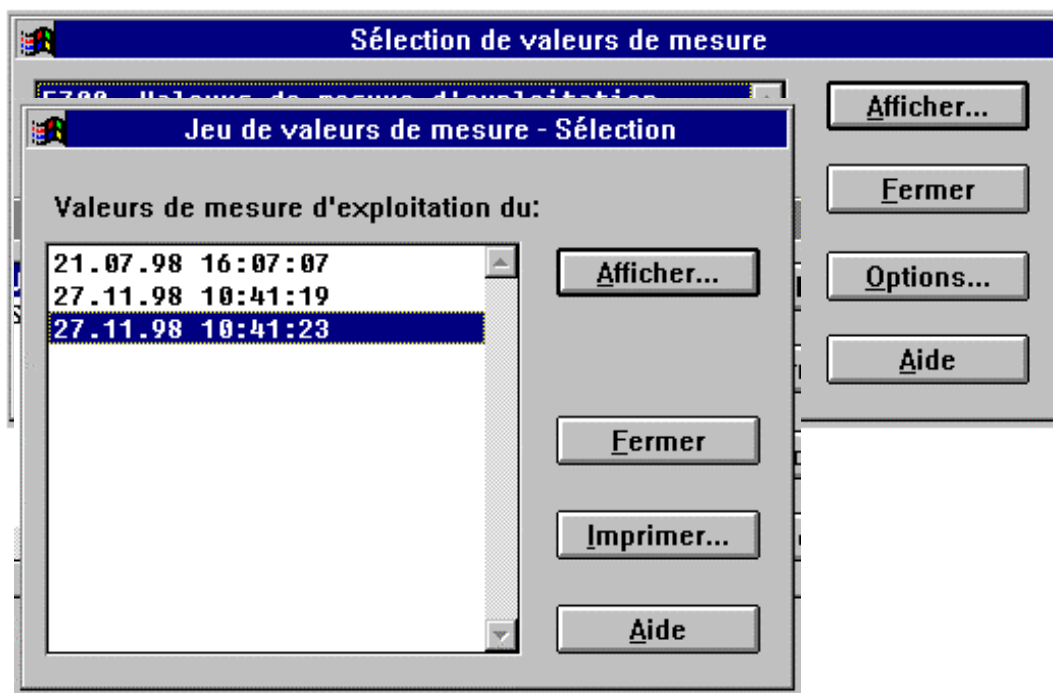 Sélection de valeurs de mesure
Afficher...
Fermer
Options...
Aide
Jeu de valeurs de mesure - Sélection
Valeurs de mesure d'exploitation du:
21.07.98 16:07:07
27.11.98 10:41:19
27.11.98 10:41:23
Afficher...
Fermer
Imprimer...
Aide